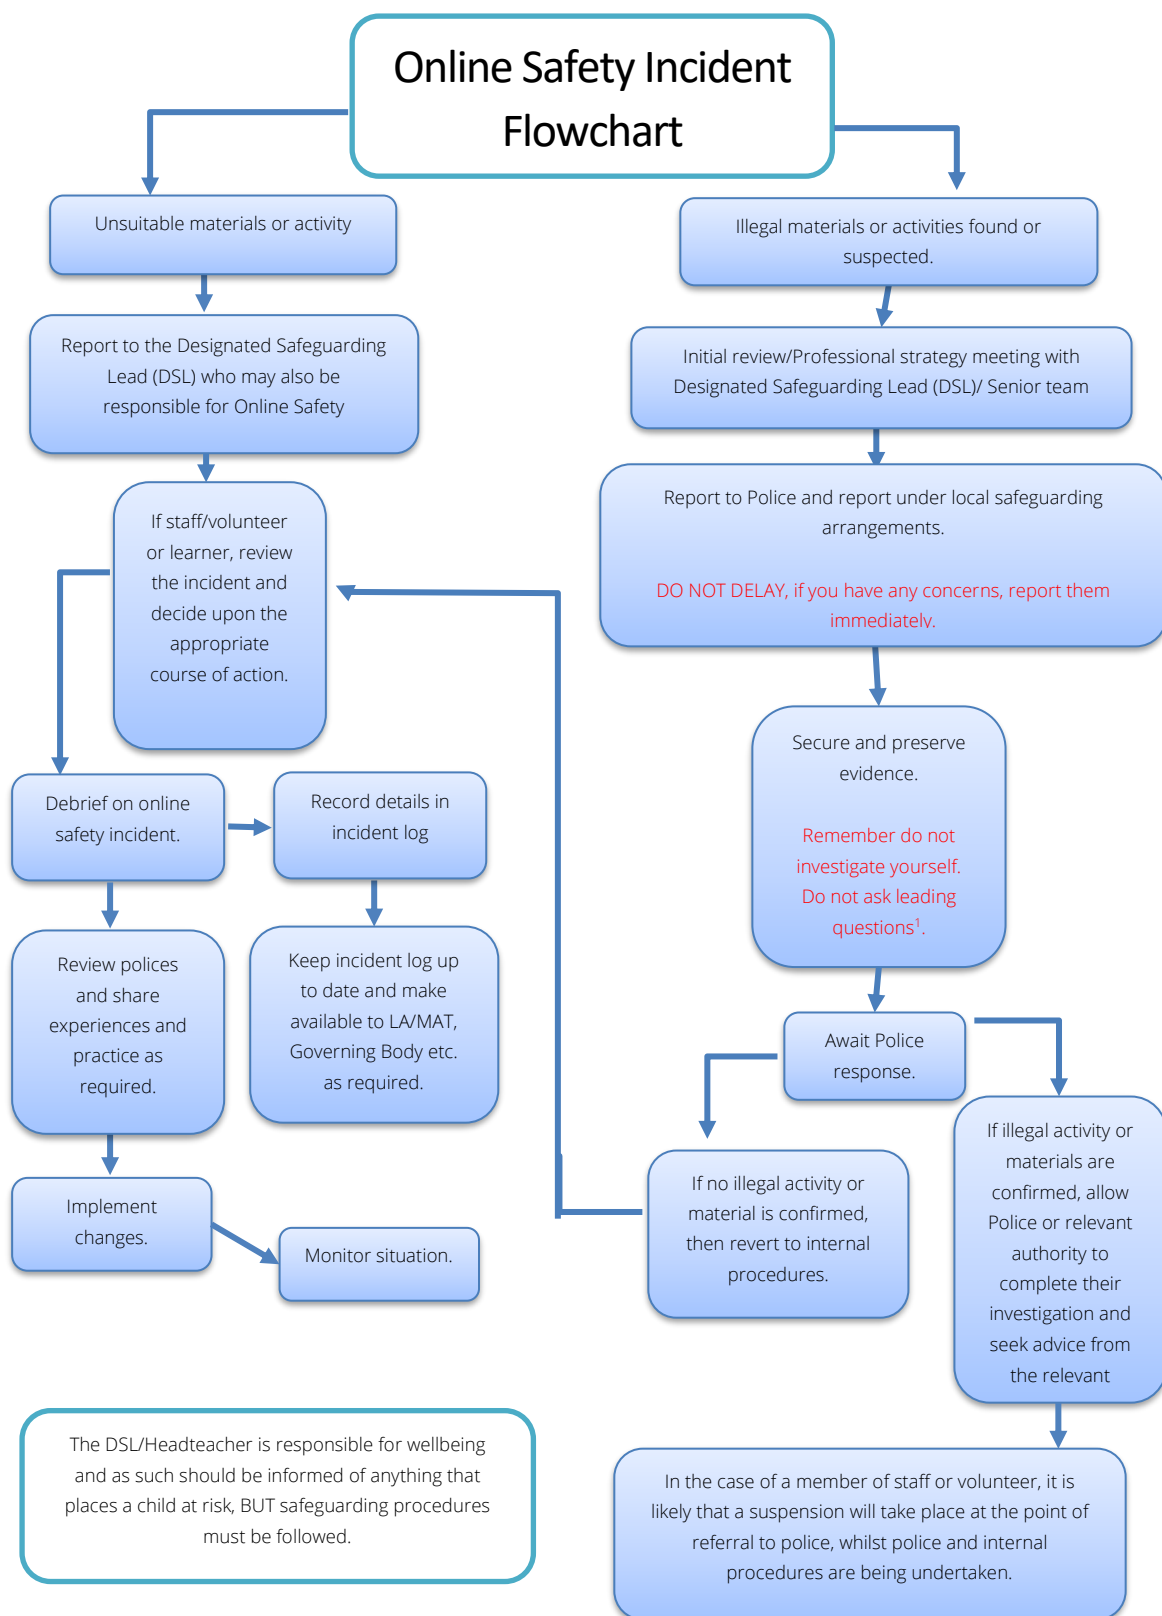 Online Safety Incident
Flowchart
Unsuitable materials or activity
Report to the Designated Safeguarding
Lead (DSL) who may also be
responsible for Online Safety
If staff/volunteer
or learner, review
the incident and
decide upon the
appropriate
course of action.
Debrief on online
safety incident.
Record details in
incident log
Review polices
and share
experiences and
practice as
required.
Keep incident log up
to date and make
available to LA/MAT,
Governing Body etc.
as required.
Implement
changes.
Monitor situation.
Illegal materials or activities found or
suspected.
Initial review/Professional strategy meeting with
Designated Safeguarding Lead (DSL)/ Senior team
Report to Police and report under local safeguarding
arrangements.
DO NOT DELAY, if you have any concerns, report them
immediately.
Secure and preserve
evidence.
Remember do not
investigate yourself.
Do not ask leading
questions¹.
Await Police
response.
If no illegal activity or
material is confirmed,
then revert to internal
procedures.
If illegal activity or
materials are
confirmed, allow
Police or relevant
authority to
complete their
investigation and
seek advice from
the relevant
In the case of a member of staff or volunteer, it is
likely that a suspension will take place at the point of
referral to police, whilst police and internal
procedures are being undertaken.
The DSL/Headteacher is responsible for wellbeing
and as such should be informed of anything that
places a child at risk, BUT safeguarding procedures
must be followed.